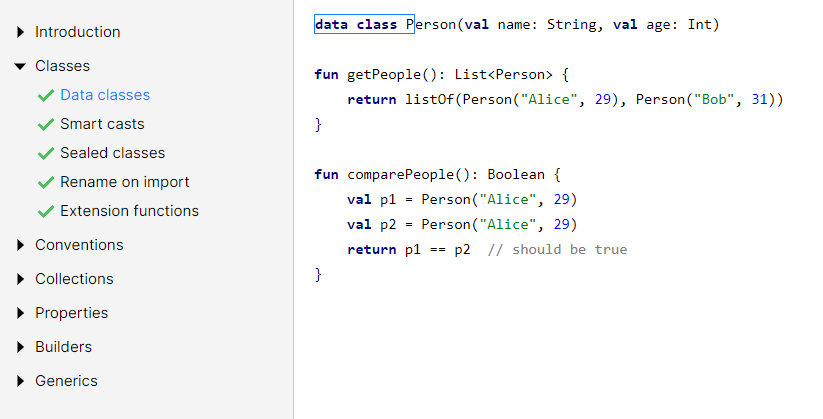 Introduction
Classes
Data classes
Smart casts
Sealed classes
Rename on import
Extension functions
Conventions
Collections
Properties
Builders
Generics
data class Person(val name: String, val age: Int)
fun getPeople(): List<Person> {
    return listOf(Person("Alice", 29), Person("Bob", 31))
}
fun comparePeople(): Boolean {
    val p1 = Person("Alice", 29)
    val p2 = Person("Alice", 29)
    return p1 == p2  // should be true
}